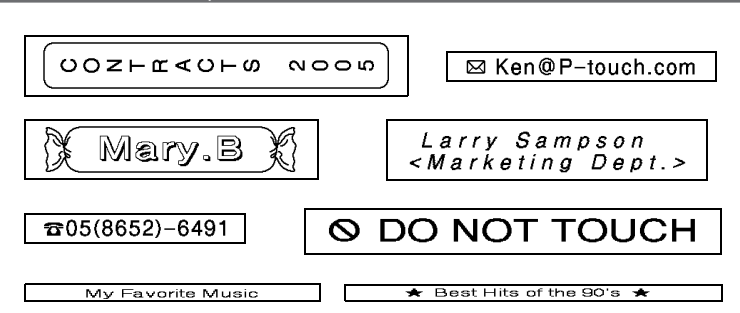 CONTRACTS 2005
✉ Ken@P-touch.com
Mary.B
Larry Sampson
<Marketing Dept.>
☎05(8652)-6491
🚫 DO NOT TOUCH
My Favorite Music
★ Best Hits of the 90's ★